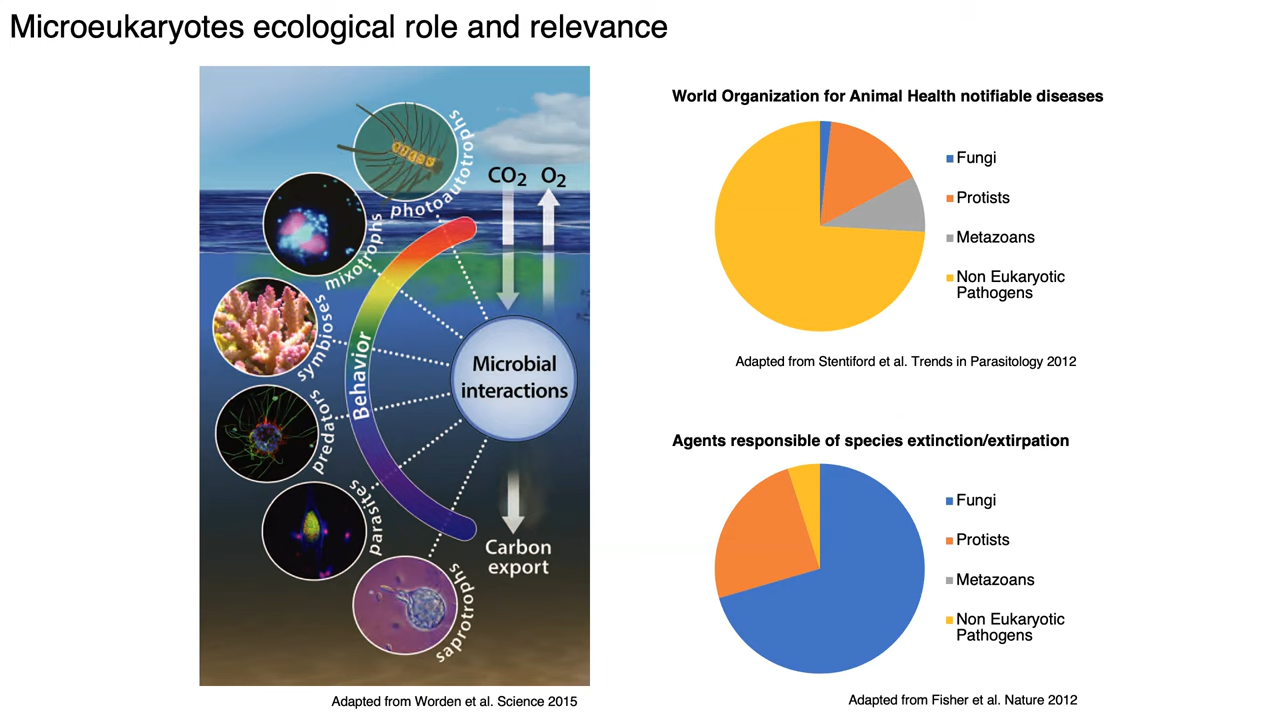 Microeukaryotes ecological role and relevance
photoautotrophs
CO2 O2
mixotrophs
symbioses
Behavior
Microbial
interactions
predators
parasites
Carbon
export
saprotrophs
Adapted from Worden et al. Science 2015
World Organization for Animal Health notifiable diseases
Fungi
Protists
Metazoans
Non Eukaryotic
Pathogens
Adapted from Stentiford et al. Trends in Parasitology 2012
Agents responsible of species extinction/extirpation
Fungi
Protists
Metazoans
Non Eukaryotic
Pathogens
Adapted from Fisher et al. Nature 2012